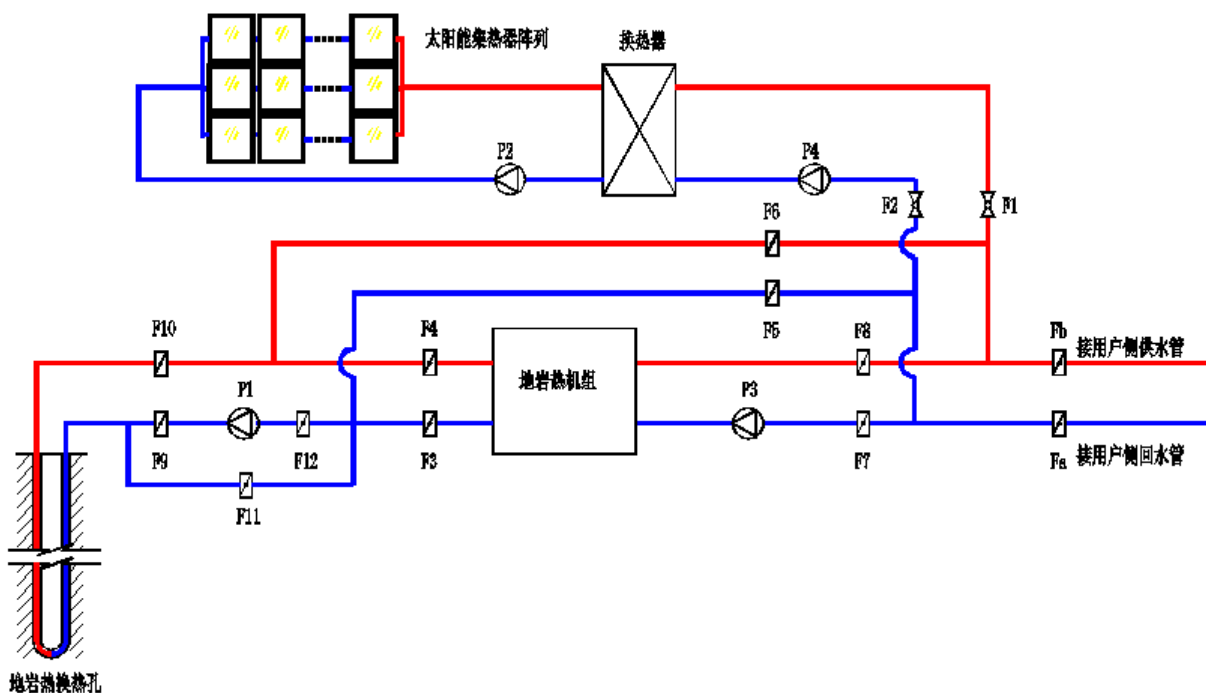 太阳能集热器阵列
换热器
P2
P4
F2
F1
F6
F5
F10
F4
F8
Fb
接用户侧供水管
地岩热机组
P1
P3
F9
F12
F3
F7
Fa
接用户侧回水管
F11
地岩热换热孔